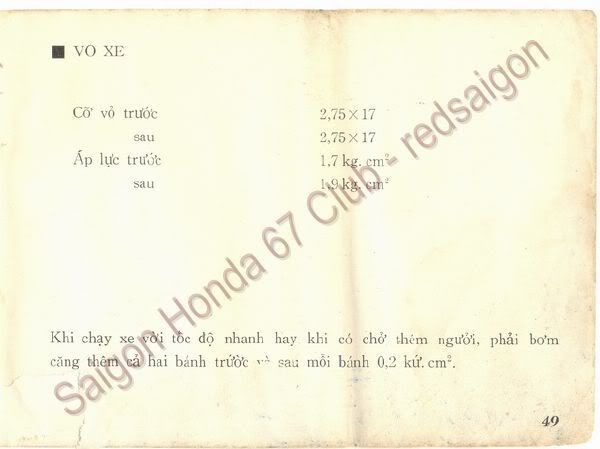 ■ VỎ XE
Cỡ vỏ trước 2,75 × 17
sau 2,75 × 17
Áp lực trước 1,7 kg. cm²
sau 1,9 kg. cm²
Khi chạy xe với tốc độ nhanh hay khi có chở thêm người, phải bơm
căng thêm cả hai bánh trước và sau mỗi bánh 0,2 kứ. cm².
49
Saigon Honda 67 Club - redsaigon